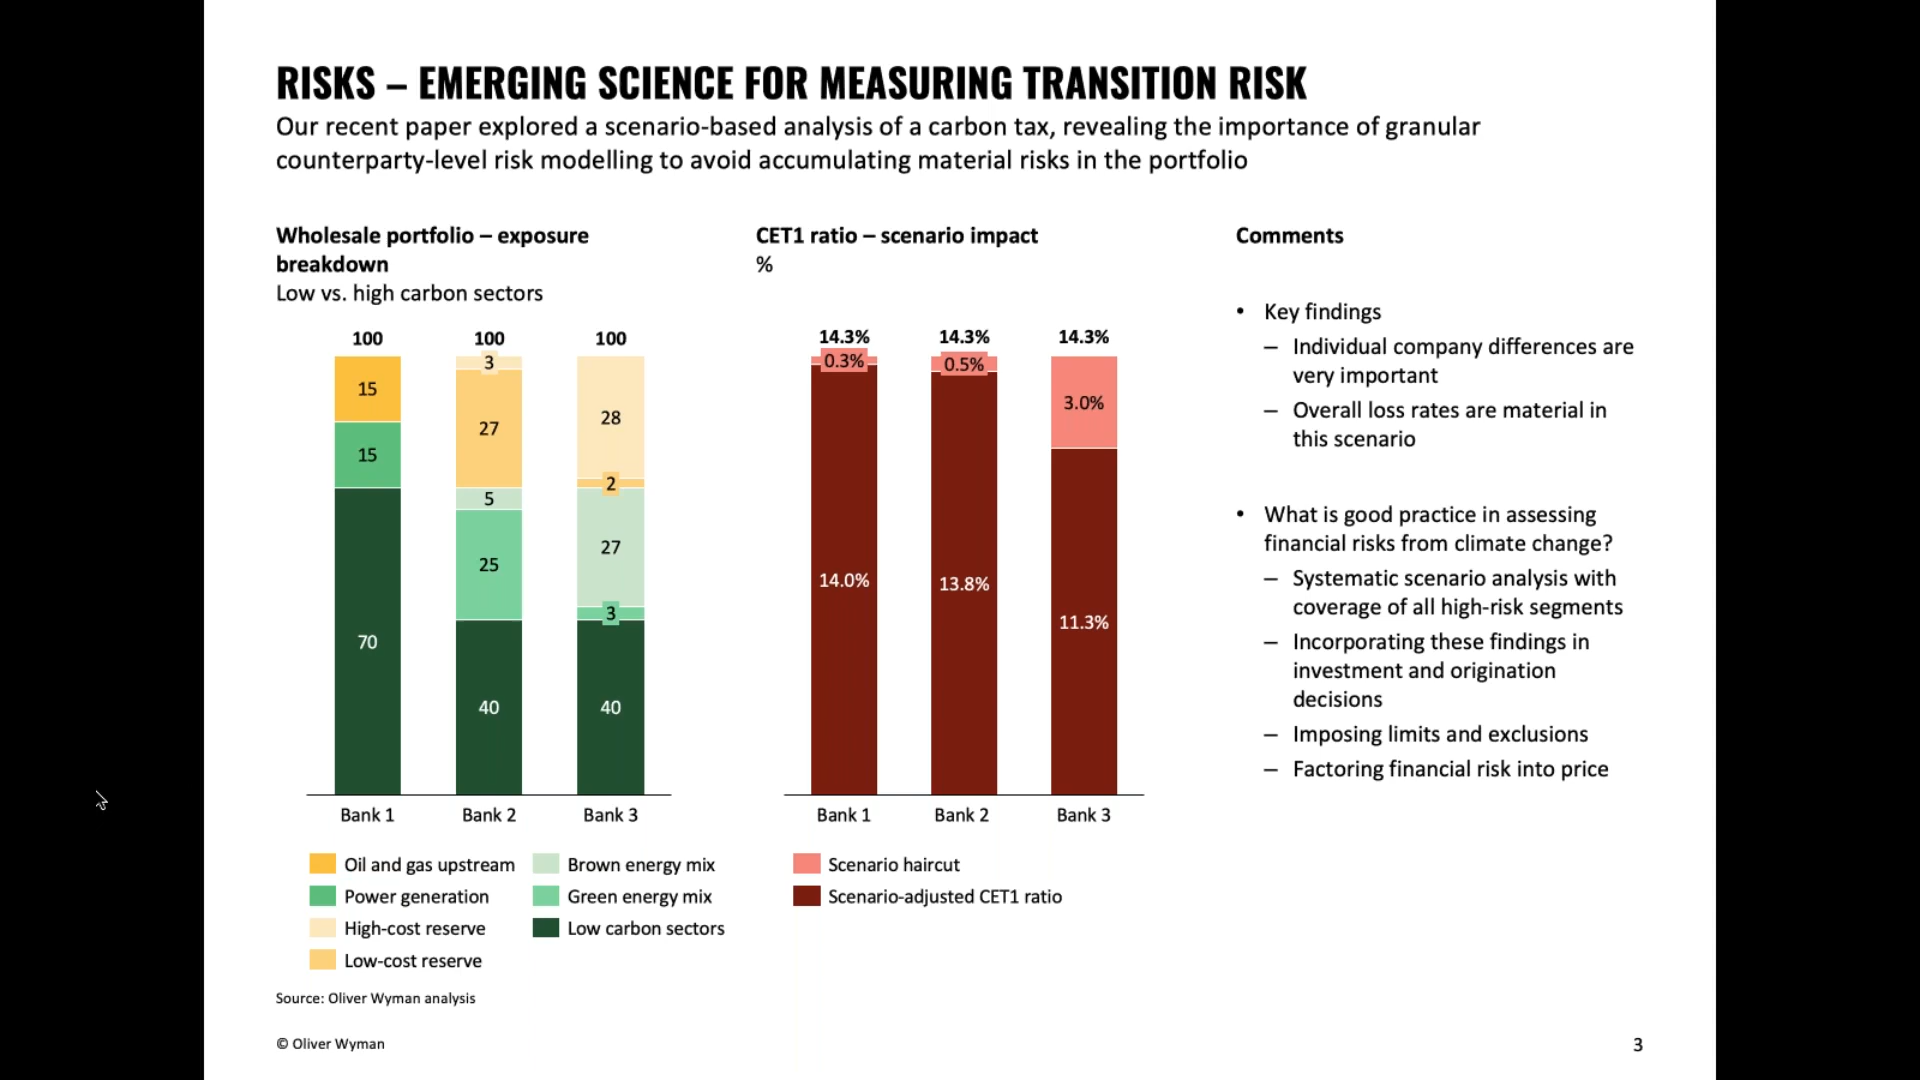 RISKS – EMERGING SCIENCE FOR MEASURING TRANSITION RISK
Our recent paper explored a scenario-based analysis of a carbon tax, revealing the importance of granular
counterparty-level risk modelling to avoid accumulating material risks in the portfolio
Wholesale portfolio – exposure
breakdown
Low vs. high carbon sectors
100
100
100
15
15
70
3
27
5
25
40
28
2
27
3
40
Bank 1
Bank 2
Bank 3
Oil and gas upstream
Power generation
High-cost reserve
Low-cost reserve
Brown energy mix
Green energy mix
Low carbon sectors
CET1 ratio – scenario impact
%
14.3%
14.3%
14.3%
0.3%
14.0%
0.5%
13.8%
3.0%
11.3%
Bank 1
Bank 2
Bank 3
Scenario haircut
Scenario-adjusted CET1 ratio
Comments
• Key findings
– Individual company differences are
very important
– Overall loss rates are material in
this scenario
• What is good practice in assessing
financial risks from climate change?
– Systematic scenario analysis with
coverage of all high-risk segments
– Incorporating these findings in
investment and origination
decisions
– Imposing limits and exclusions
– Factoring financial risk into price
Source: Oliver Wyman analysis
© Oliver Wyman
3